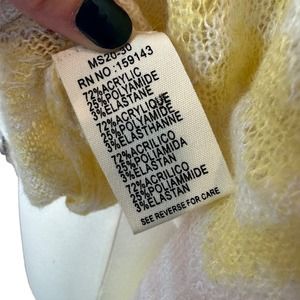 MS20-30
RN NO:159143
72%ACRYLIC
25%POLYAMIDE
3%ELASTANE
72%ACRYLIQUE
25%POLYAMIDE
3%ELASTHANNE
72%ACRILICO
25%POLIAMIDA
3%ELASTAN
72%ACRILICO
25%POLIAMMIDE
3%ELASTAN
SEE REVERSE FOR CARE